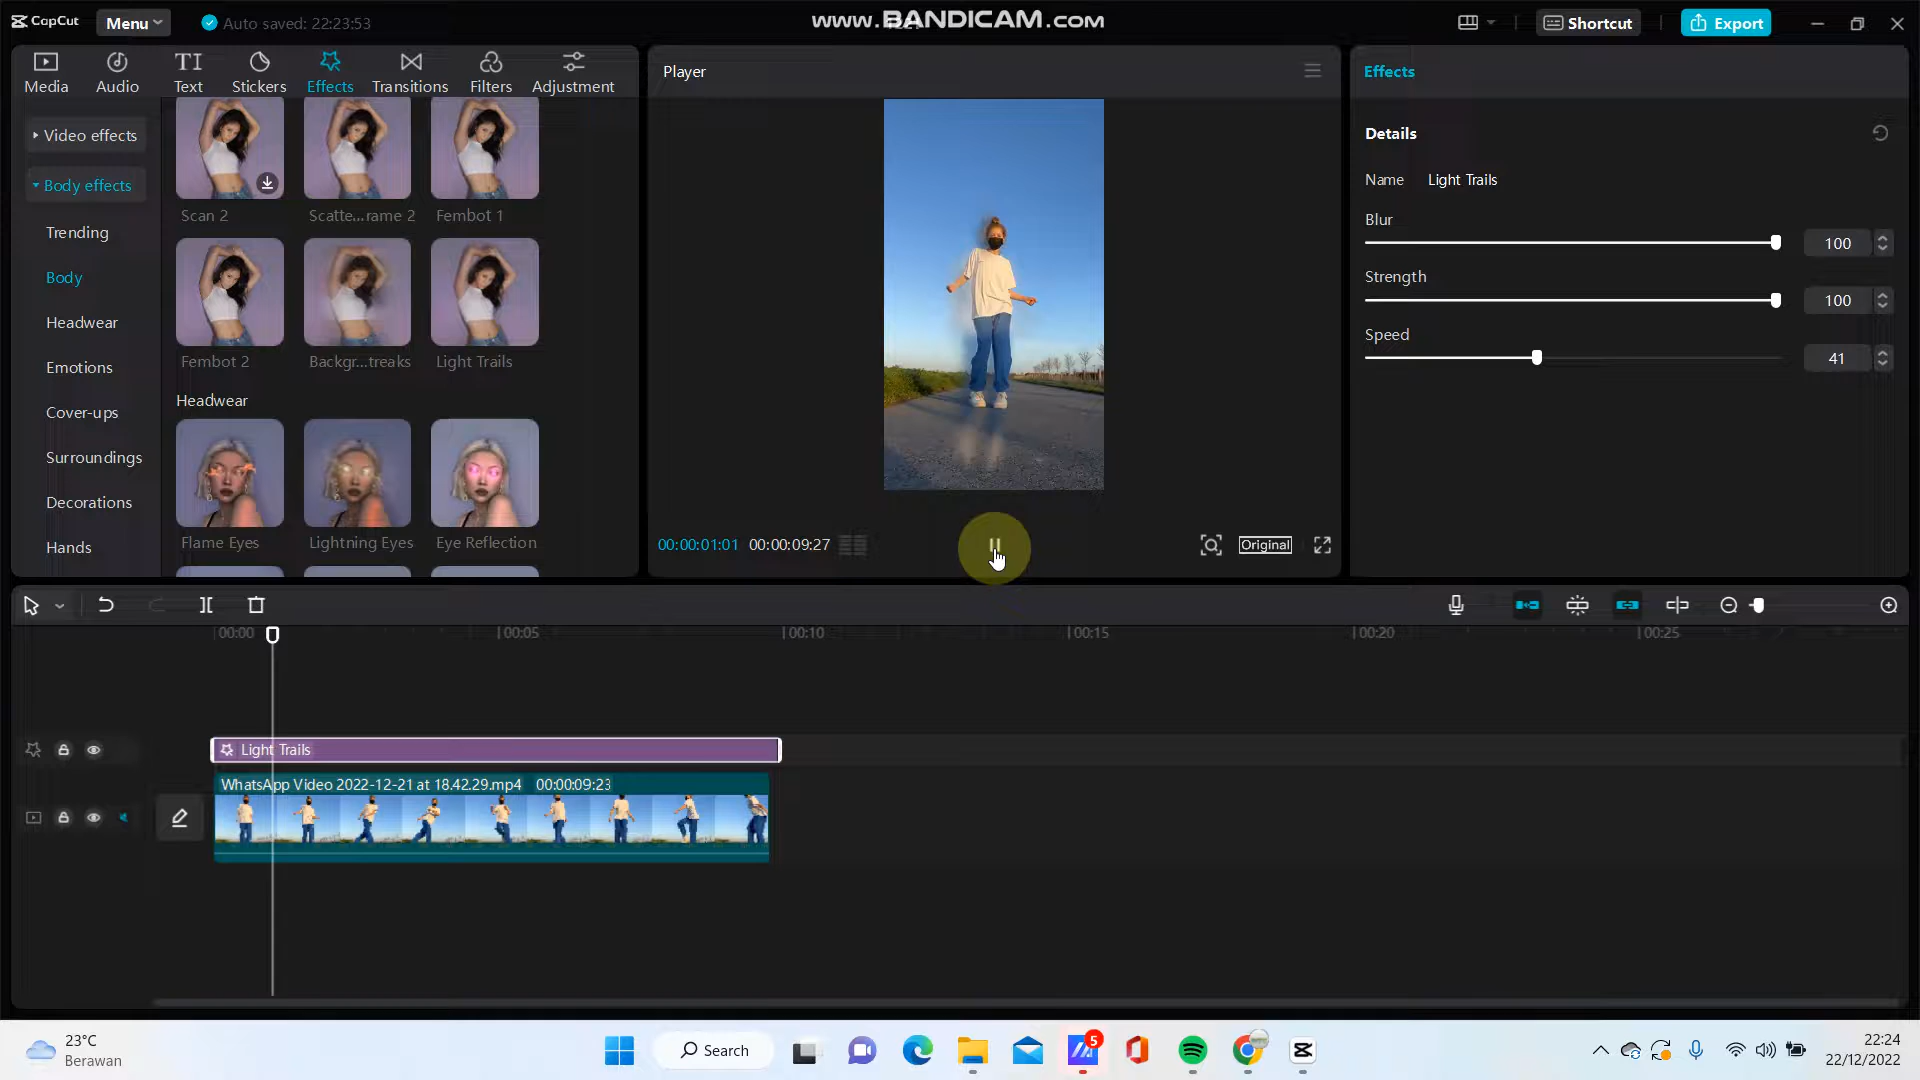 CapCut
Menu
Auto saved: 22:23:53
www.BANDICAM.com
Shortcut
Export
Media
Audio
Text
Stickers
Effects
Transitions
Filters
Adjustment
Video effects
Body effects
Trending
Body
Headwear
Emotions
Cover-ups
Surroundings
Decorations
Hands
Scan 2
Scatte...rame 2
Fembot 1
Fembot 2
Backgr...treaks
Light Trails
Headwear
Flame Eyes
Lightning Eyes
Eye Reflection
Player
00:00:01:01
00:00:09:27
Original
Effects
Details
Name
Light Trails
Blur
100
Strength
100
Speed
41
00:00
00:05
00:10
00:15
00:20
00:25
Light Trails
WhatsApp Video 2022-12-21 at 18.42.29.mp4
00:00:09:23
23°C
Berawan
Search
5
22:24
22/12/2022